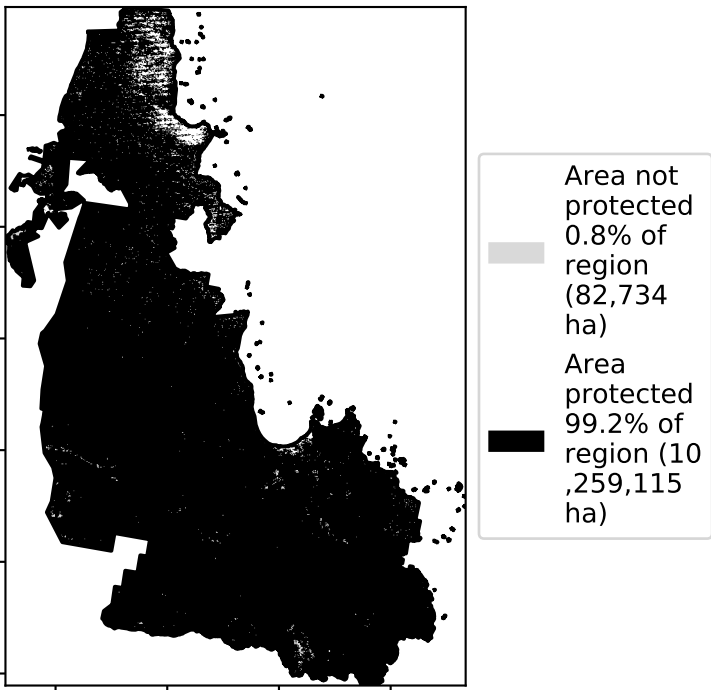 Area not
protected
0.8% of
region
(82,734
ha)
Area
protected
99.2% of
region (10
,259,115
ha)